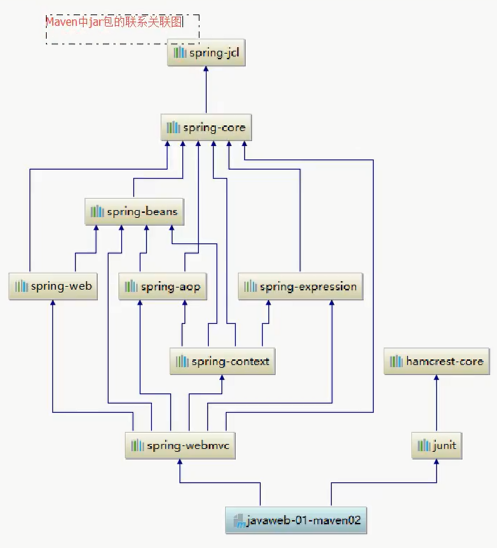 Maven中jar包的联系关联图
spring-jcl
spring-core
spring-beans
spring-web
spring-aop
spring-expression
spring-context
hamcrest-core
spring-webmvc
junit
javaweb-01-maven02